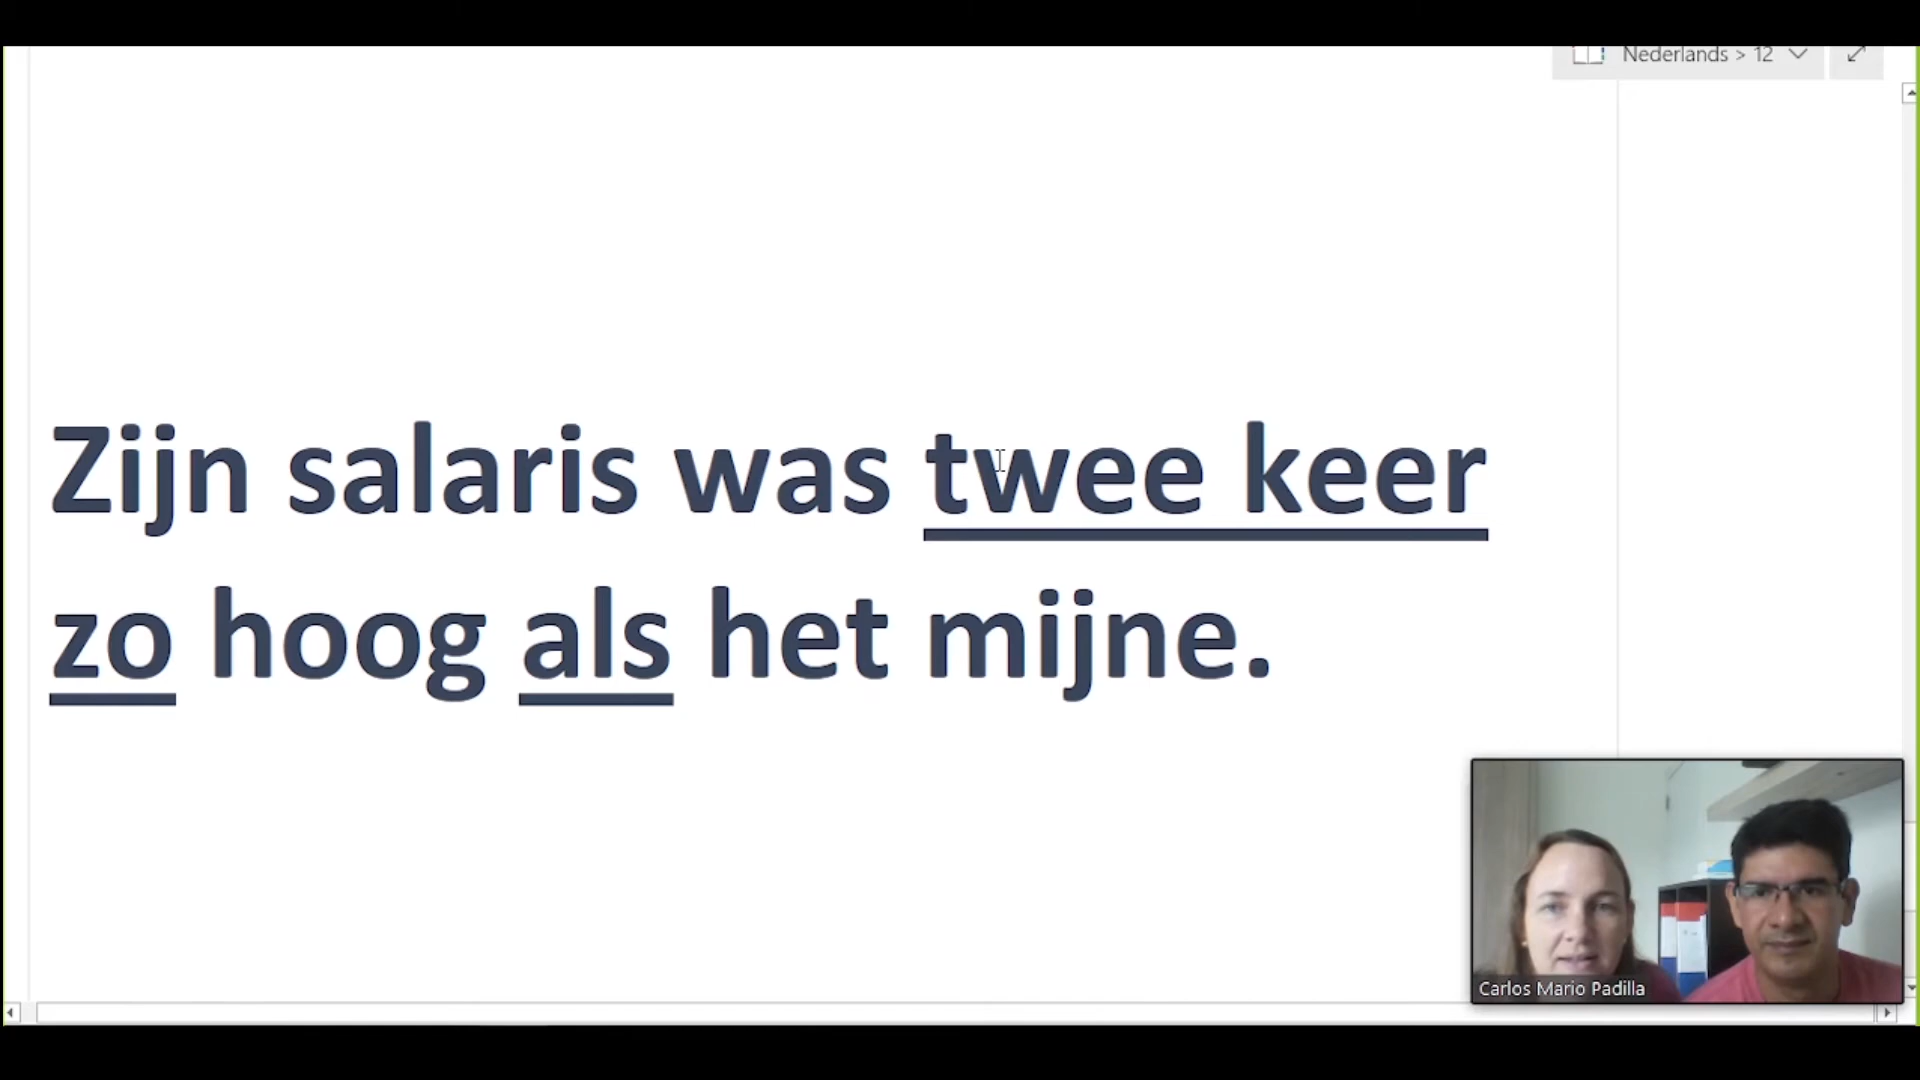 Nederlands > 12
Zijn salaris was twee keer
zo hoog als het mijne.
Carlos Mario Padilla